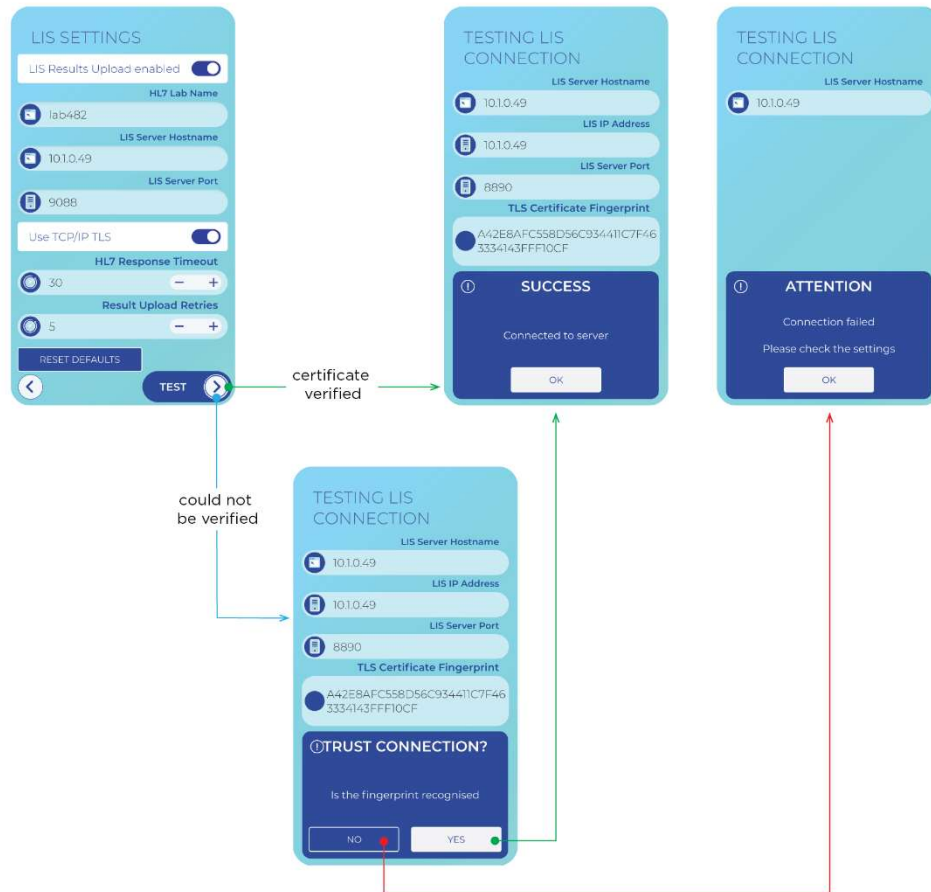 LIS SETTINGS
LIS Results Upload enabled
HL7 Lab Name
lab482
LIS Server Hostname
10.1.0.49
LIS Server Port
9088
Use TCP/IP TLS
HL7 Response Timeout
30
− +
Result Upload Retries
5
− +
RESET DEFAULTS
TEST
certificate
verified
TESTING LIS
CONNECTION
LIS Server Hostname
10.1.0.49
LIS IP Address
10.1.0.49
LIS Server Port
8890
TLS Certificate Fingerprint
A42E8AFC558D56C934411C7F46
3334143FFF10CF
SUCCESS
Connected to server
OK
TESTING LIS
CONNECTION
LIS Server Hostname
10.1.0.49
ATTENTION
Connection failed
Please check the settings
OK
could not
be verified
TESTING LIS
CONNECTION
LIS Server Hostname
10.1.0.49
LIS IP Address
10.1.0.49
LIS Server Port
8890
TLS Certificate Fingerprint
A42E8AFC558D56C934411C7F46
3334143FFF10CF
TRUST CONNECTION?
Is the fingerprint recognised
NO
YES